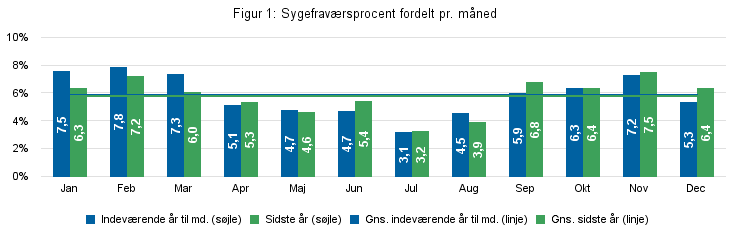 Figur 1: Sygefraværsprocent fordelt pr. måned
10%
8%
6%
4%
2%
0%
7,5 6,3 7,8 7,2 7,3 6,0 5,1 5,3 4,7 4,6 4,7 5,4 3,1 3,2 4,5 3,9 5,9 6,8 6,3 6,4 7,2 7,5 5,3 6,4
Jan Feb Mar Apr Maj Jun Jul Aug Sep Okt Nov Dec
Indeværende år til md. (søjle) Sidste år (søjle) Gns. indeværende år til md. (linje) Gns. sidste år (linje)